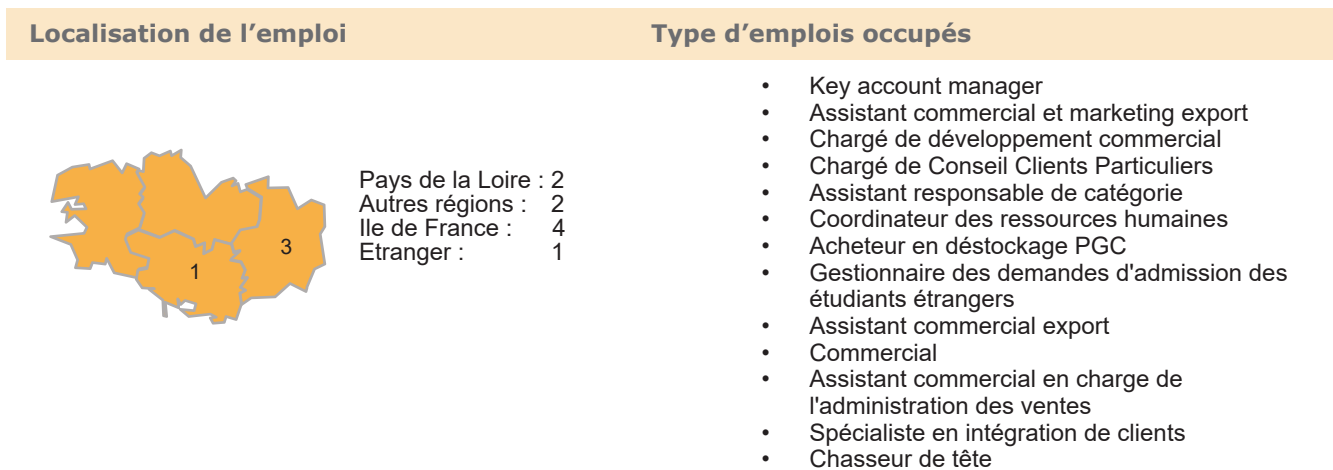 Localisation de l’emploi
Type d’emplois occupés
1
3
Pays de la Loire : 2
Autres régions : 2
Ile de France : 4
Etranger : 1
• Key account manager
• Assistant commercial et marketing export
• Chargé de développement commercial
• Chargé de Conseil Clients Particuliers
• Assistant responsable de catégorie
• Coordinateur des ressources humaines
• Acheteur en déstockage PGC
• Gestionnaire des demandes d'admission des
étudiants étrangers
• Assistant commercial export
• Commercial
• Assistant commercial en charge de
l'administration des ventes
• Spécialiste en intégration de clients
• Chasseur de tête